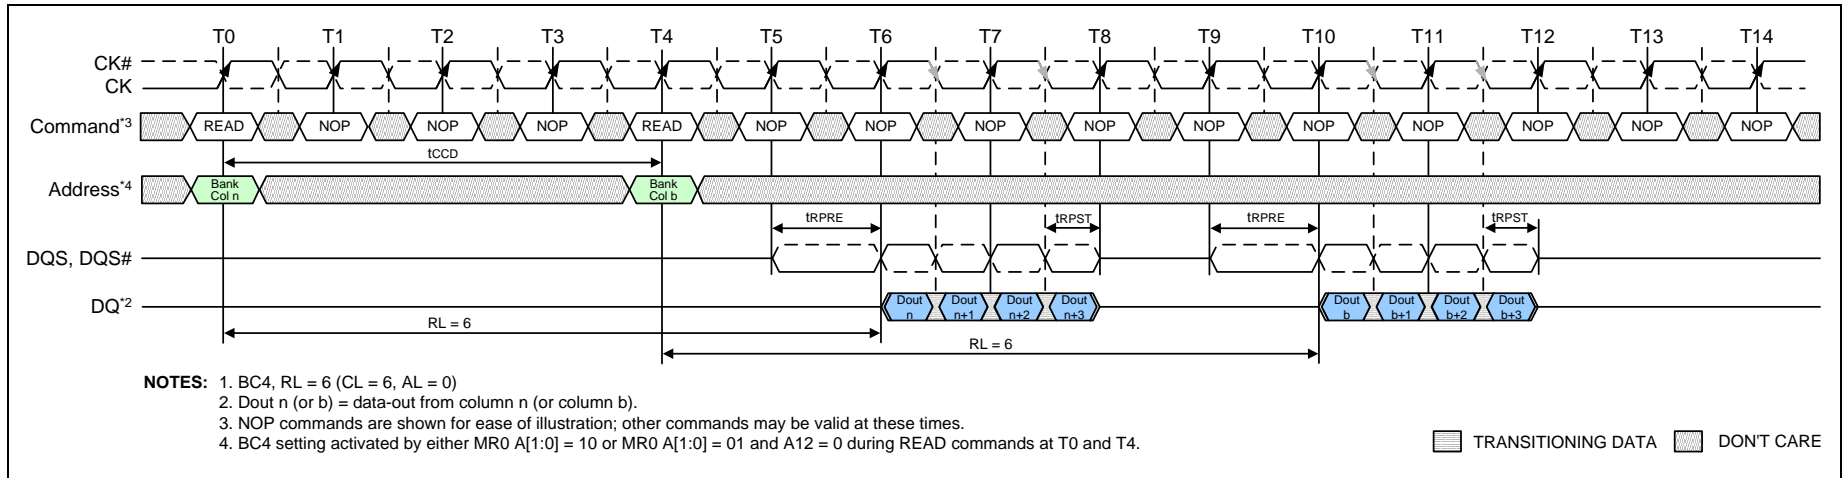 T0 T1 T2 T3 T4 T5 T6 T7 T8 T9 T10 T11 T12 T13 T14
CK#
CK
Command*3 READ NOP NOP NOP READ NOP NOP NOP NOP NOP NOP NOP NOP NOP NOP
tCCD
Address*4 Bank Col n Bank Col b
tRPRE tRPST tRPRE tRPST
DQS, DQS#
DQ*2 Dout n Dout n+1 Dout n+2 Dout n+3 Dout b Dout b+1 Dout b+2 Dout b+3
RL = 6
RL = 6
NOTES: 1. BC4, RL = 6 (CL = 6, AL = 0)
2. Dout n (or b) = data-out from column n (or column b).
3. NOP commands are shown for ease of illustration; other commands may be valid at these times.
4. BC4 setting activated by either MR0 A[1:0] = 10 or MR0 A[1:0] = 01 and A12 = 0 during READ commands at T0 and T4.
TRANSITIONING DATA DON'T CARE